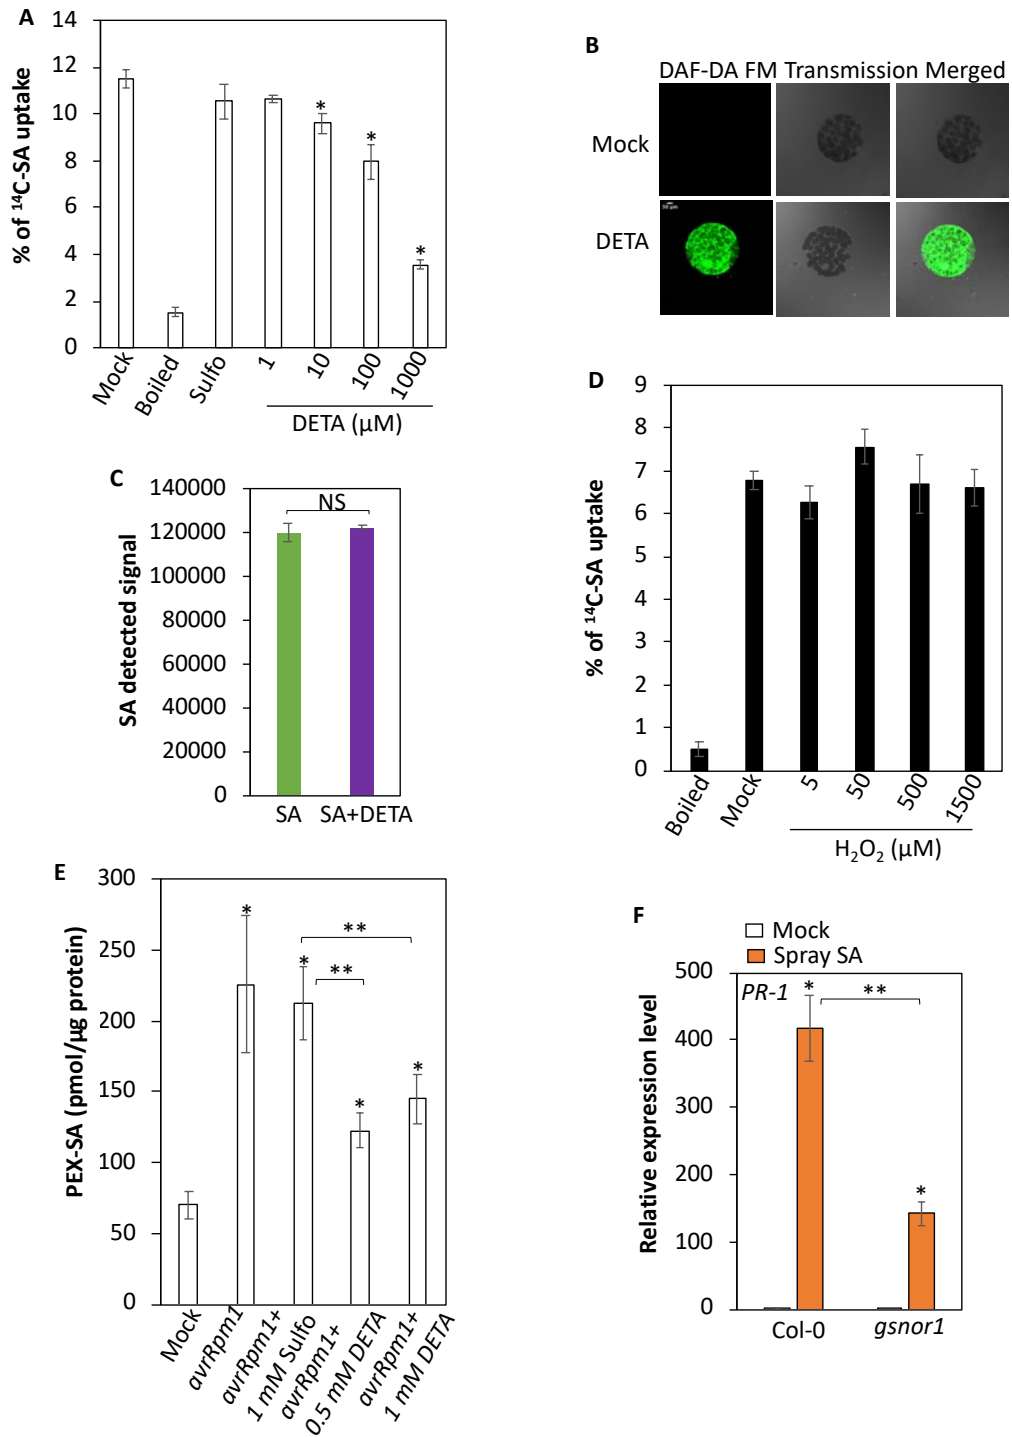 A
14
12
10
8
6
4
2
0
% of ¹⁴C-SA uptake
*
*
*
Mock
Boiled
Sulfo
1
10
100
1000
DETA (µM)
B
DAF-DA FM Transmission Merged
Mock
DETA
50 µm
C
140000
120000
100000
80000
60000
40000
20000
0
SA detected signal
NS
SA SA+DETA
D
9
8
7
6
5
4
3
2
1
0
% of ¹⁴C-SA uptake
Boiled
Mock
5
50
500
1500
H₂O₂ (µM)
E
300
250
200
150
100
50
0
PEX-SA (pmol/µg protein)
*
*
**
**
*
*
Mock
avrRpm1
avrRpm1+
1 mM Sulfo
avrRpm1+
0.5 mM DETA
avrRpm1+
1 mM DETA
F
Mock
Spray SA
500
400
300
200
100
0
Relative expression level
PR-1
*
**
*
Col-0 gsnor1